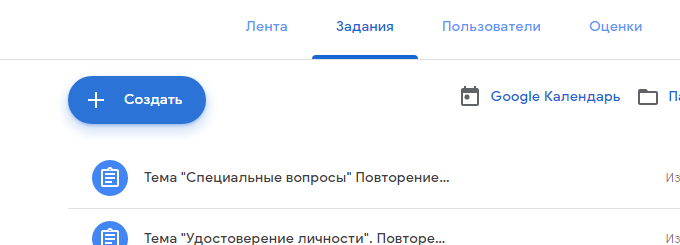 Лента Задания Пользователи Оценки
Создать Google Календарь
Тема "Специальные вопросы" Повторение...
Тема "Удостоверение личности". Повторе...